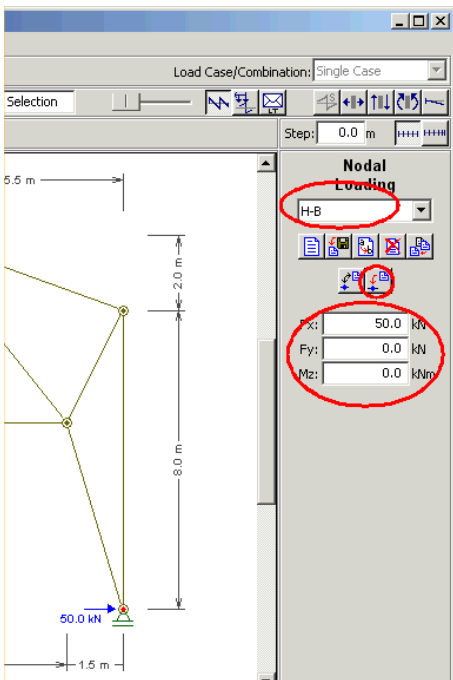 Load Case/Combination: Single Case
Selection
LT
Step: 0.0 m
Nodal
Loading
H-B
Fx: 50.0 kN
Fy: 0.0 kN
Mz: 0.0 kNm
5.5 m
2.0 m
8.0 m
50.0 kN
1.5 m